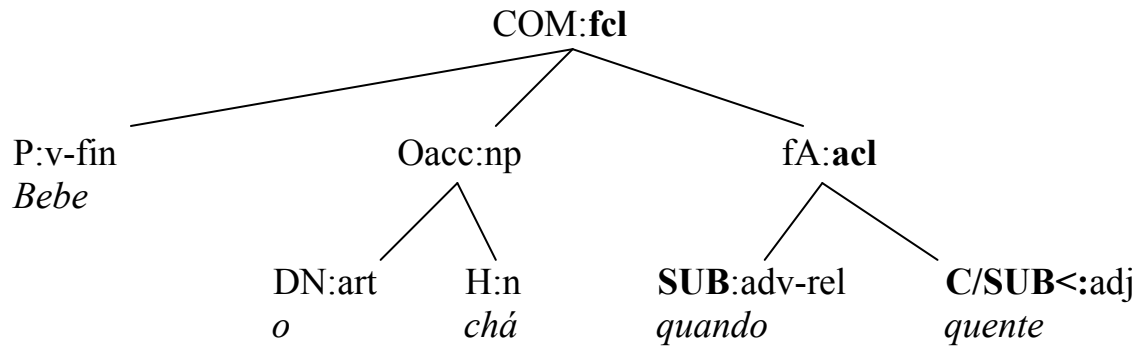 COM:fcl
P:v-fin Oacc:np fA:acl
Bebe
DN:art H:n SUB:adv-rel C/SUB<:adj
o chá quando quente